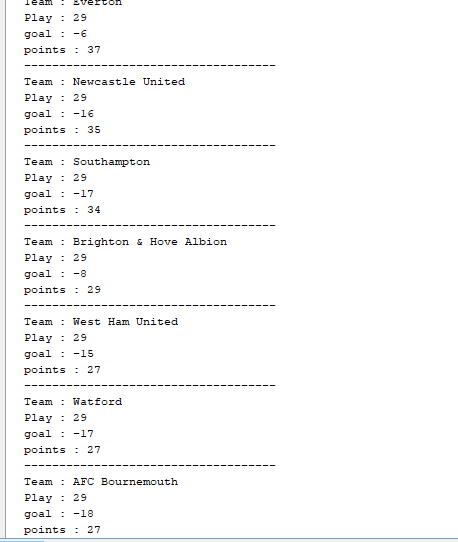 Team : Everton
Play : 29
goal : -6
points : 37
------------------------------------
Team : Newcastle United
Play : 29
goal : -16
points : 35
------------------------------------
Team : Southampton
Play : 29
goal : -17
points : 34
------------------------------------
Team : Brighton & Hove Albion
Play : 29
goal : -8
points : 29
------------------------------------
Team : West Ham United
Play : 29
goal : -15
points : 27
------------------------------------
Team : Watford
Play : 29
goal : -17
points : 27
------------------------------------
Team : AFC Bournemouth
Play : 29
goal : -18
points : 27